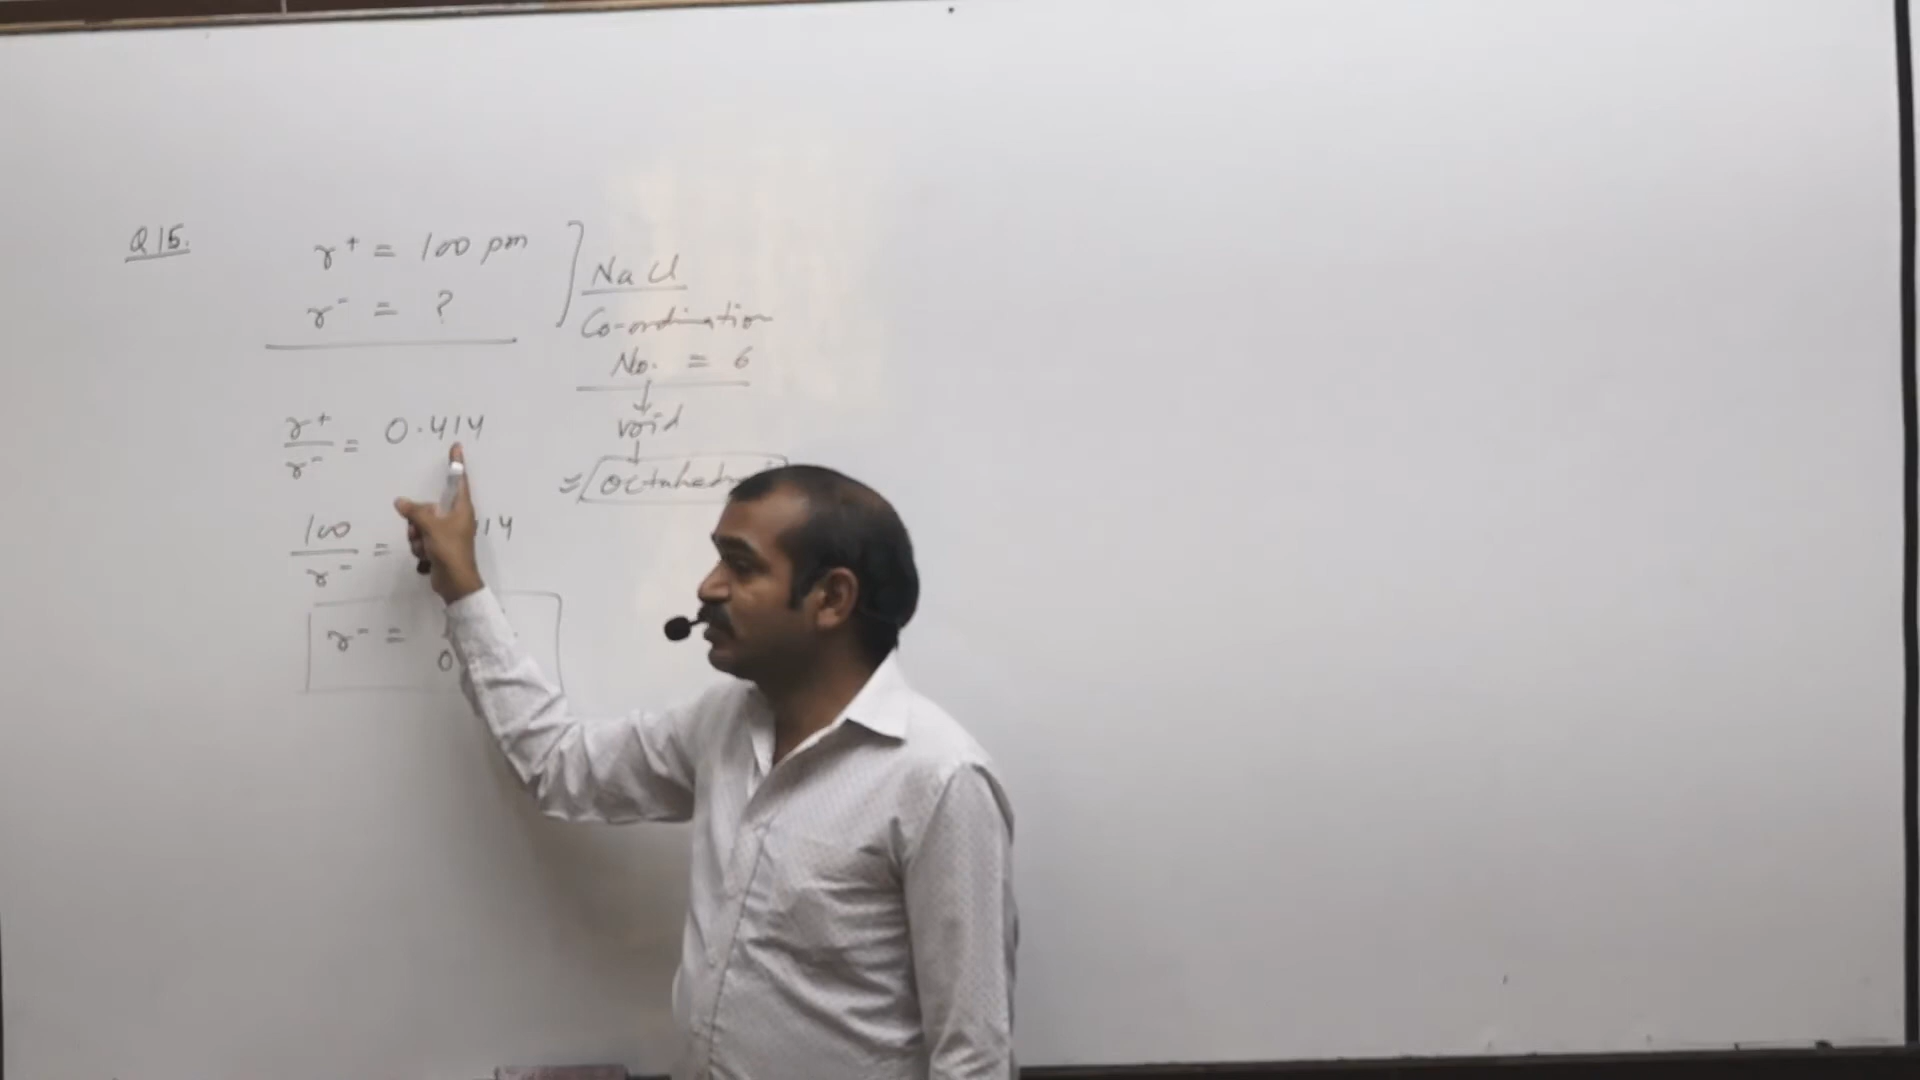 Q15.
r+ = 100 pm
r- = ?
NaCl
Co-ordination
No. = 6
void
r+/r- = 0.414
100/r- =
r- =